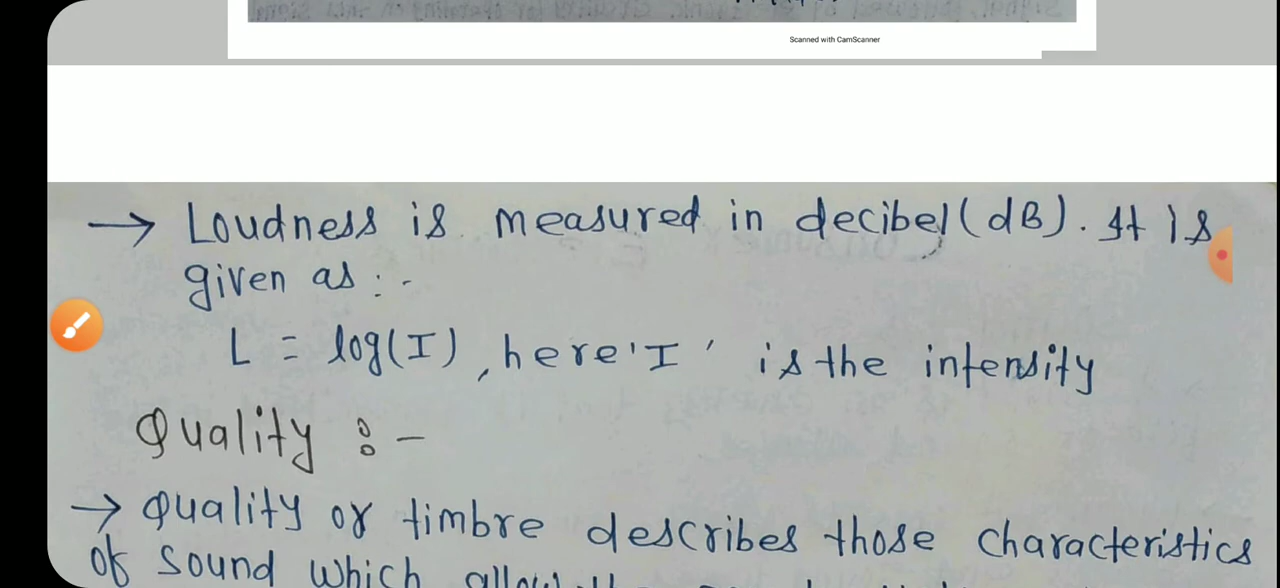 Scanned with CamScanner
→ Loudness is measured in decibel (dB). It is
given as :-
L = log(I), here 'I' is the intensity
Quality :-
→ Quality or timbre describes those characteristics
of sound which